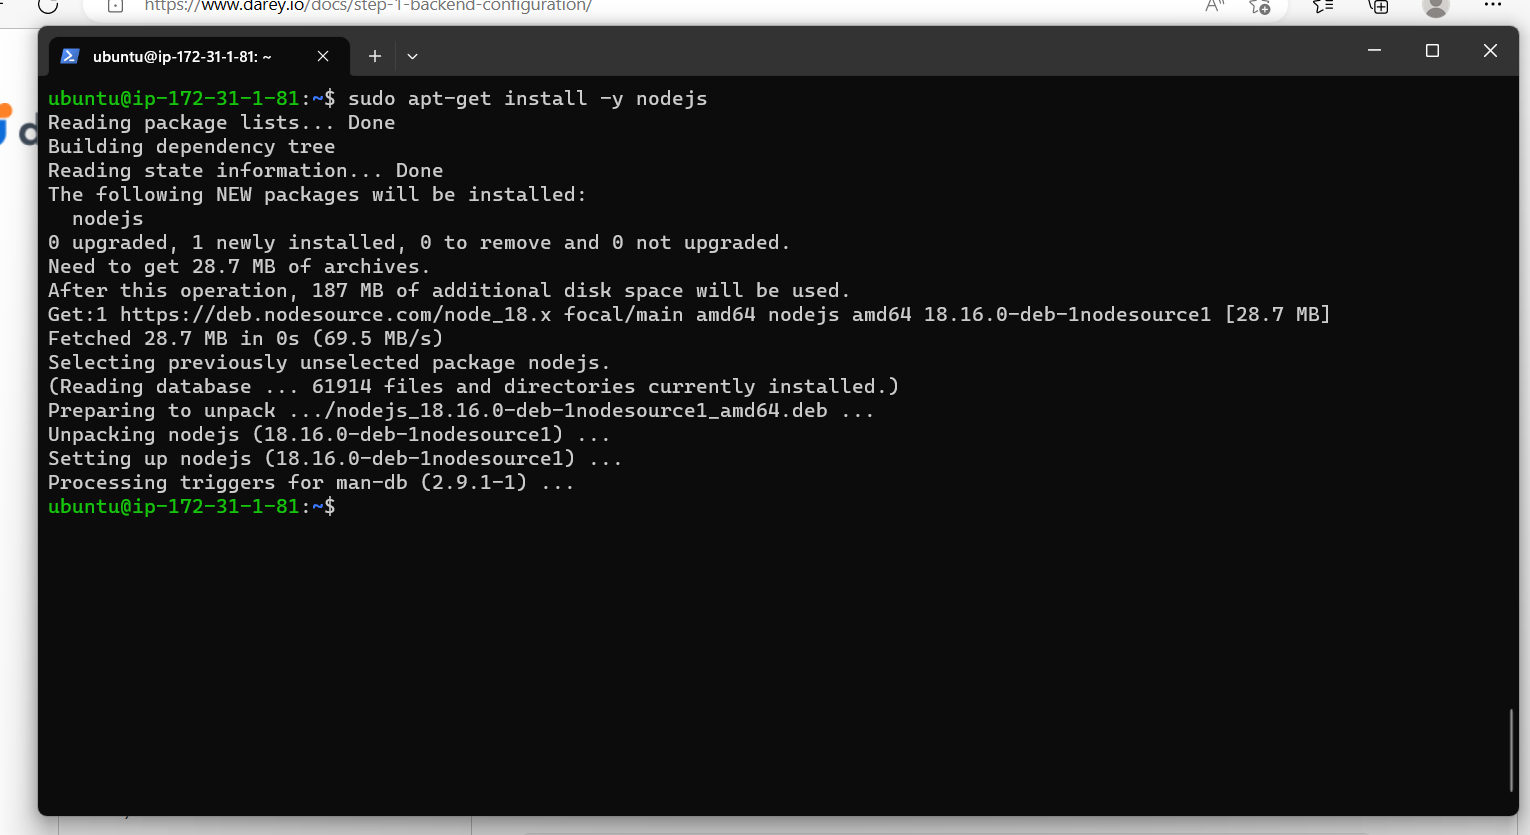 https://www.darey.io/docs/step-1-backend-configuration/
ubuntu@ip-172-31-1-81: ~
ubuntu@ip-172-31-1-81:~$ sudo apt-get install -y nodejs
Reading package lists... Done
Building dependency tree
Reading state information... Done
The following NEW packages will be installed:
  nodejs
0 upgraded, 1 newly installed, 0 to remove and 0 not upgraded.
Need to get 28.7 MB of archives.
After this operation, 187 MB of additional disk space will be used.
Get:1 https://deb.nodesource.com/node_18.x focal/main amd64 nodejs amd64 18.16.0-deb-1nodesource1 [28.7 MB]
Fetched 28.7 MB in 0s (69.5 MB/s)
Selecting previously unselected package nodejs.
(Reading database ... 61914 files and directories currently installed.)
Preparing to unpack .../nodejs_18.16.0-deb-1nodesource1_amd64.deb ...
Unpacking nodejs (18.16.0-deb-1nodesource1) ...
Setting up nodejs (18.16.0-deb-1nodesource1) ...
Processing triggers for man-db (2.9.1-1) ...
ubuntu@ip-172-31-1-81:~$